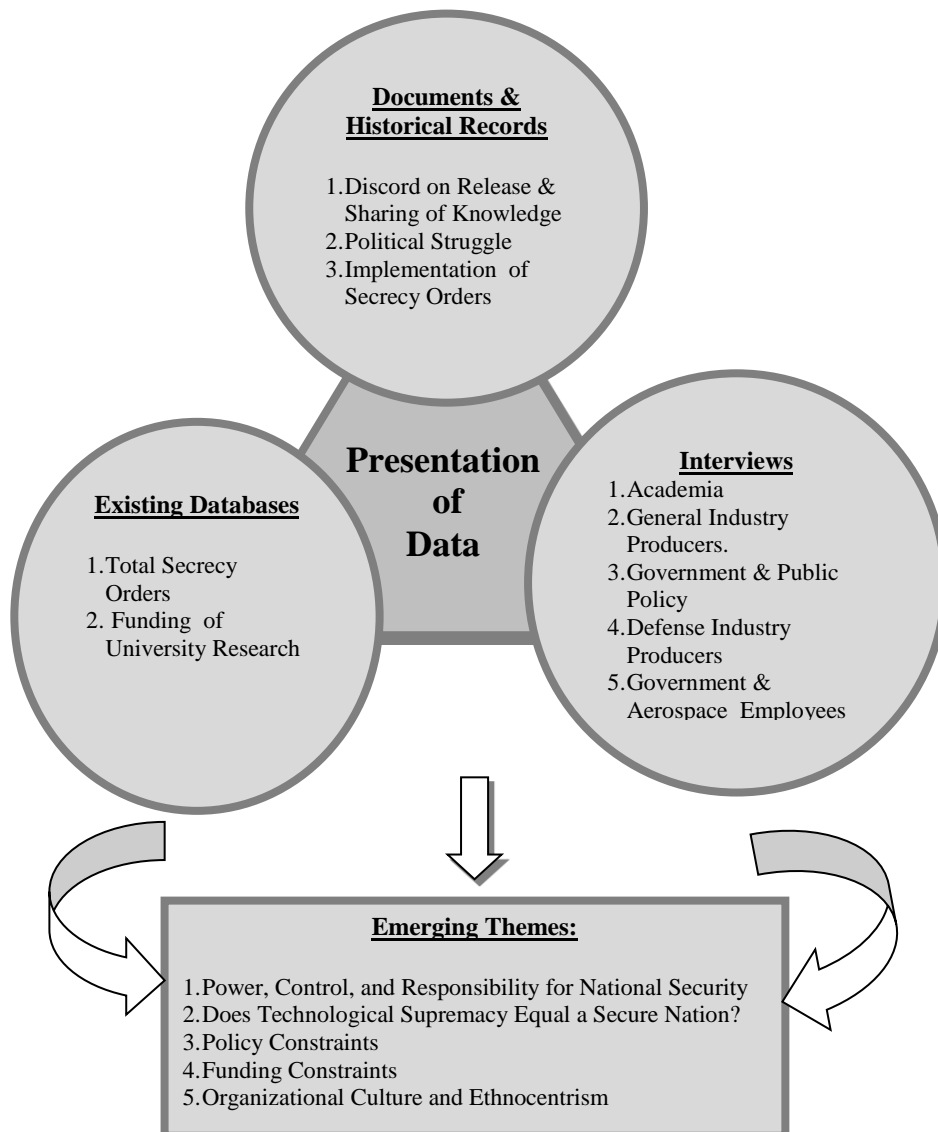 Documents &
Historical Records
1.Discord on Release &
Sharing of Knowledge
2.Political Struggle
3.Implementation of
Secrecy Orders
Presentation
of
Data
Existing Databases
1.Total Secrecy
Orders
2. Funding of
University Research
Interviews
1.Academia
2.General Industry
Producers.
3.Government & Public
Policy
4.Defense Industry
Producers
5.Government &
Aerospace Employees
Emerging Themes:
1.Power, Control, and Responsibility for National Security
2.Does Technological Supremacy Equal a Secure Nation?
3.Policy Constraints
4.Funding Constraints
5.Organizational Culture and Ethnocentrism